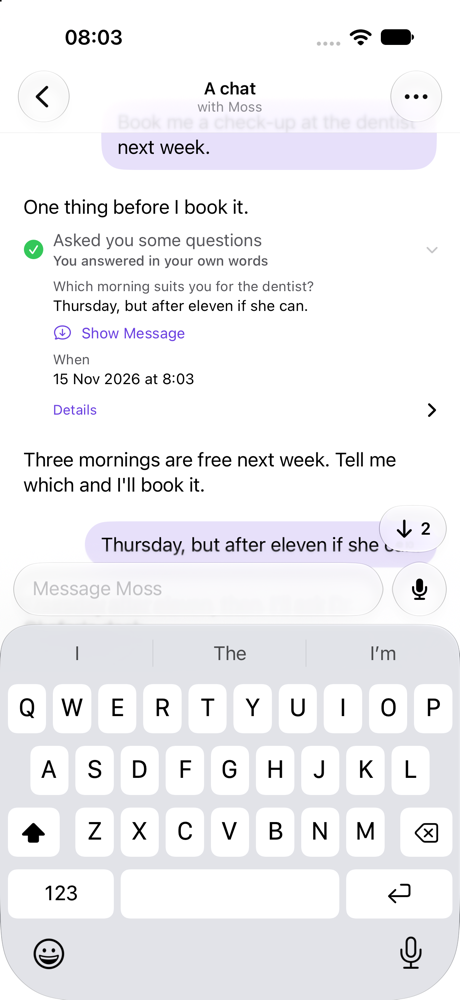 08:03
A chat
with Moss
Book me a check-up at the dentist
next week.
One thing before I book it.
Asked you some questions
You answered in your own words
Which morning suits you for the dentist?
Thursday, but after eleven if she can.
Show Message
When
15 Nov 2026 at 8:03
Details
Three mornings are free next week. Tell me
which and I'll book it.
Thursday, but after eleven if she
2
Message Moss
I The I'm
Q W E R T Y U I O P
A S D F G H J K L
Z X C V B N M
123